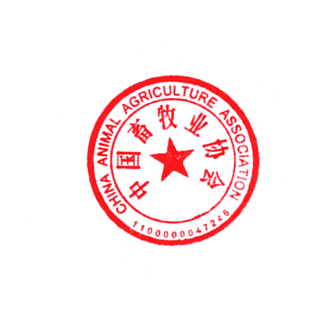 CHINA ANIMAL AGRICULTURE ASSOCIATION
中国畜牧业协会
1100000047246